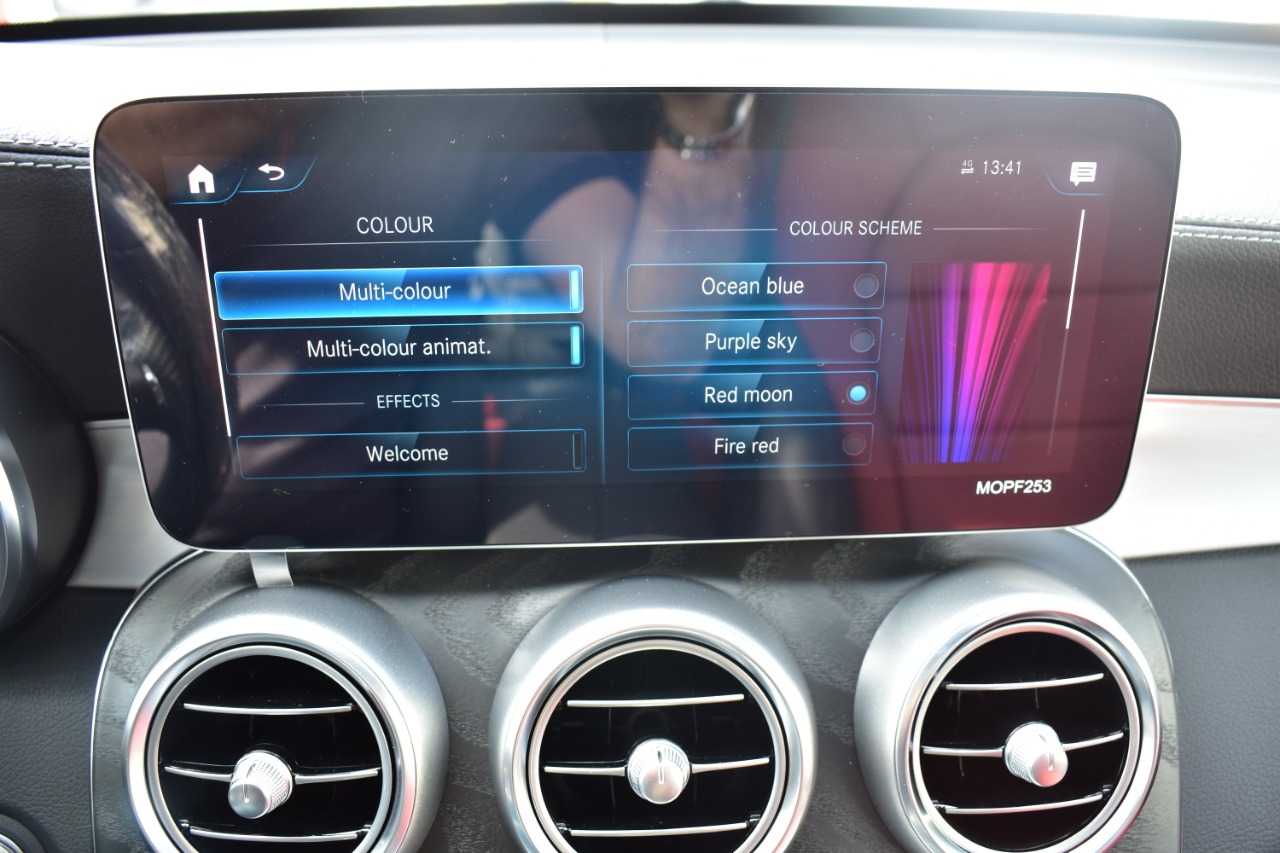 4G 13:41
COLOUR
Multi-colour
Multi-colour animat.
EFFECTS
Welcome
COLOUR SCHEME
Ocean blue
Purple sky
Red moon
Fire red
MOPF253